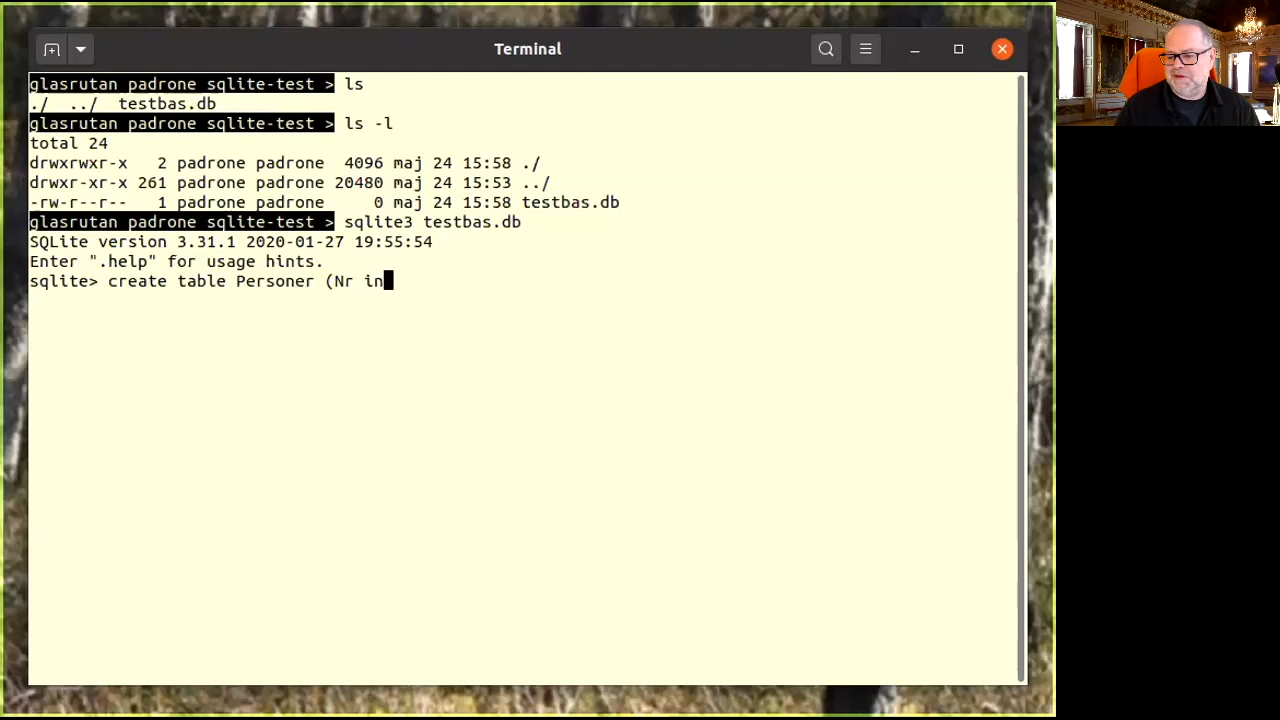 Terminal
glasrutan padrone sqlite-test > ls
./  ../  testbas.db
glasrutan padrone sqlite-test > ls -l
total 24
drwxrwxr-x   2 padrone padrone  4096 maj 24 15:58 ./
drwxr-xr-x 261 padrone padrone 20480 maj 24 15:53 ../
-rw-r--r--   1 padrone padrone     0 maj 24 15:58 testbas.db
glasrutan padrone sqlite-test > sqlite3 testbas.db
SQLite version 3.31.1 2020-01-27 19:55:54
Enter ".help" for usage hints.
sqlite> create table Personer (Nr in